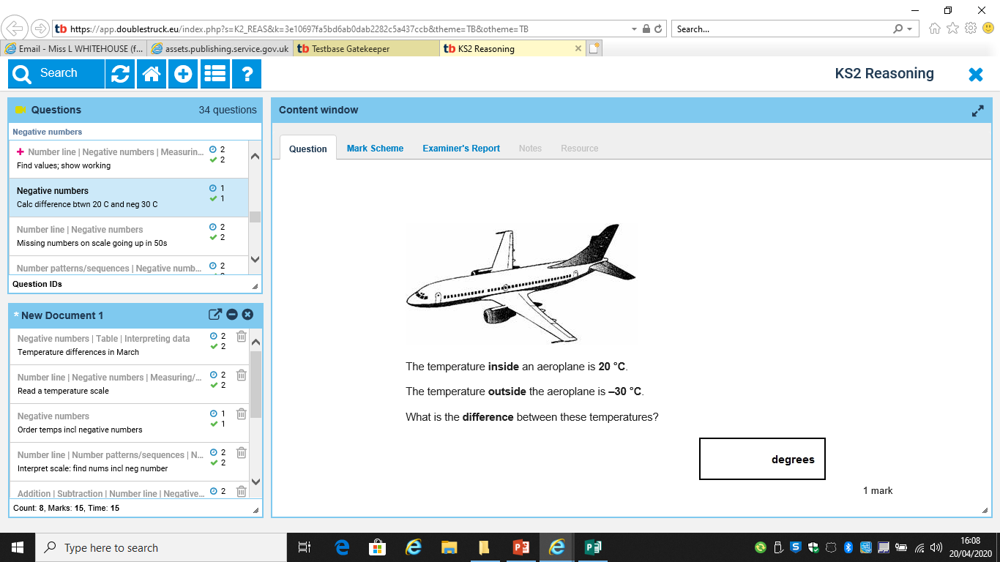 https://app.doublestruck.eu/index.php?s=K2_REAS&k=3e10697fa5bd6ab0dab2282c5a437ccb&theme=TB&otheme=TB
Search...
Email - Miss L WHITEHOUSE (f...
assets.publishing.service.gov.uk
tb Testbase Gatekeeper
tb KS2 Reasoning
Search
?
KS2 Reasoning
Questions
34 questions
Negative numbers
Number line | Negative numbers | Measurin...
2
Find values; show working
2
Negative numbers
1
Calc difference btwn 20 C and neg 30 C
1
Number line | Negative numbers
2
Missing numbers on scale going up in 50s
2
Number patterns/sequences | Negative numb...
2
Question IDs
* New Document 1
Negative numbers | Table | Interpreting data
2
Temperature differences in March
2
Number line | Negative numbers | Measuring/...
2
Read a temperature scale
2
Negative numbers
1
Order temps incl negative numbers
1
Number line | Number patterns/sequences | N...
2
Interpret scale: find nums incl neg number
2
Addition | Subtraction | Number line | Negative...
2
Count: 8, Marks: 15, Time: 15
Content window
Question
Mark Scheme
Examiner's Report
Notes
Resource
The temperature inside an aeroplane is 20 °C.
The temperature outside the aeroplane is –30 °C.
What is the difference between these temperatures?
degrees
1 mark
Type here to search
16:08
20/04/2020